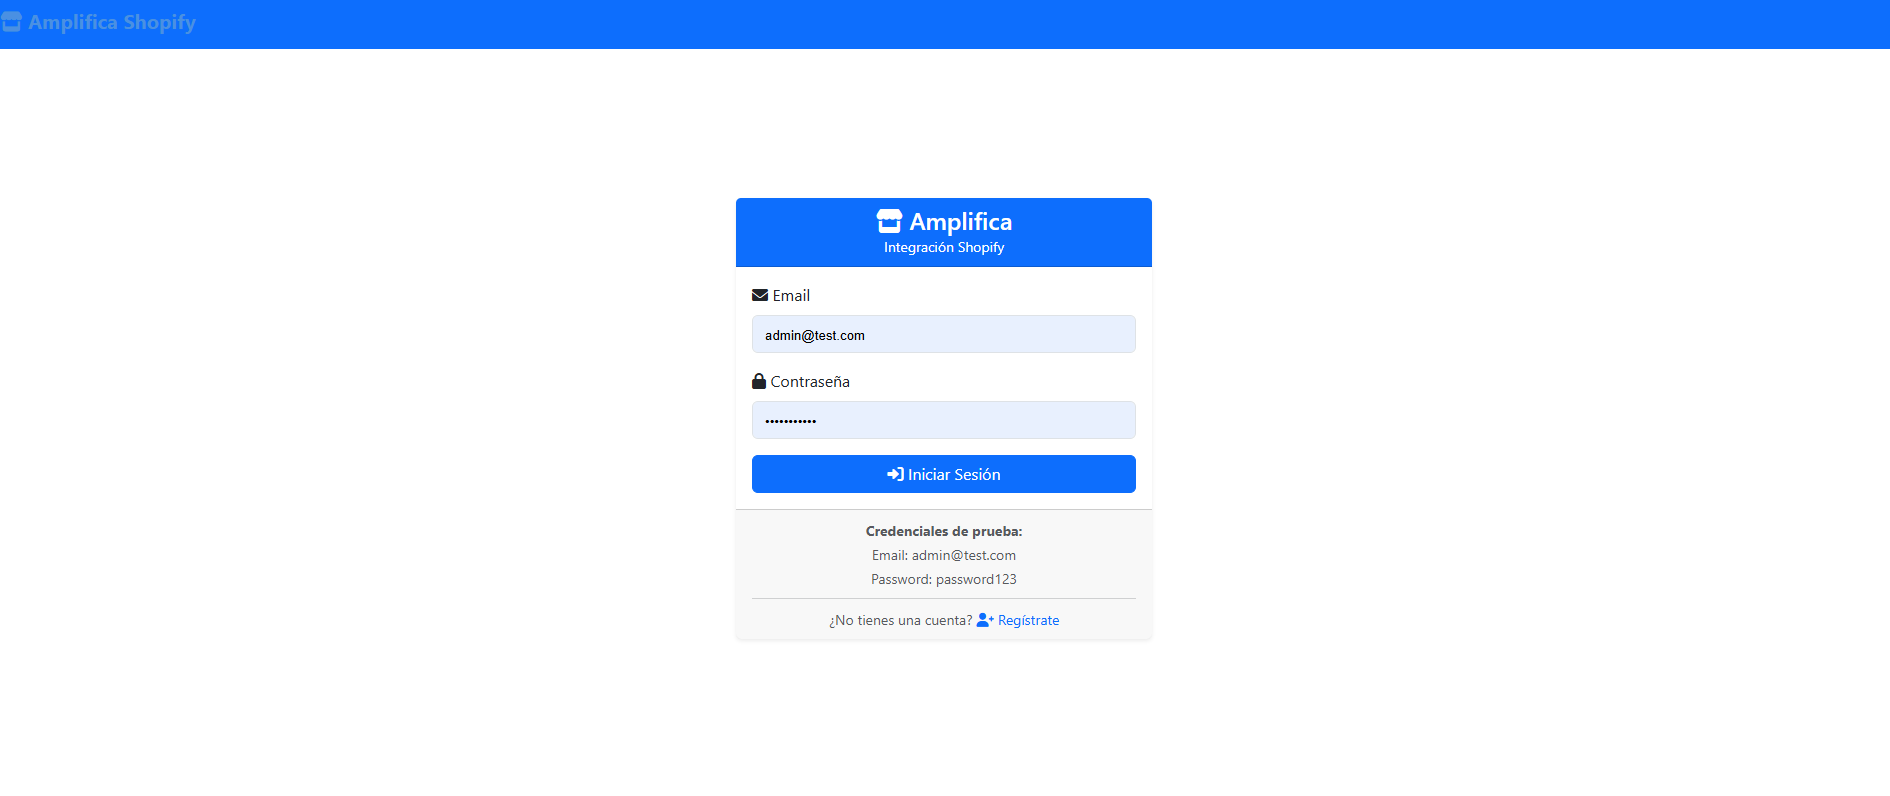 Amplifica Shopify
Amplifica
Integración Shopify
Email
admin@test.com
Contraseña
•••••••••••
Iniciar Sesión
Credenciales de prueba:
Email: admin@test.com
Password: password123
¿No tienes una cuenta? Regístrate